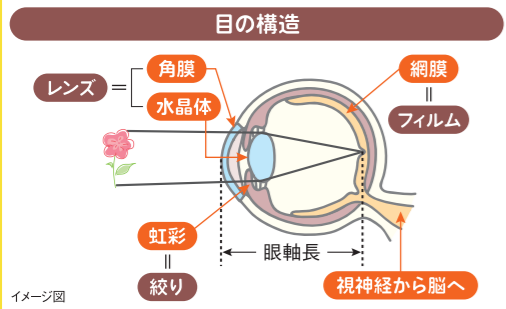 目の構造
レンズ
=
角膜
水晶体
網膜
=
フィルム
虹彩
=
絞り
眼軸長
視神経から脳へ
イメージ図